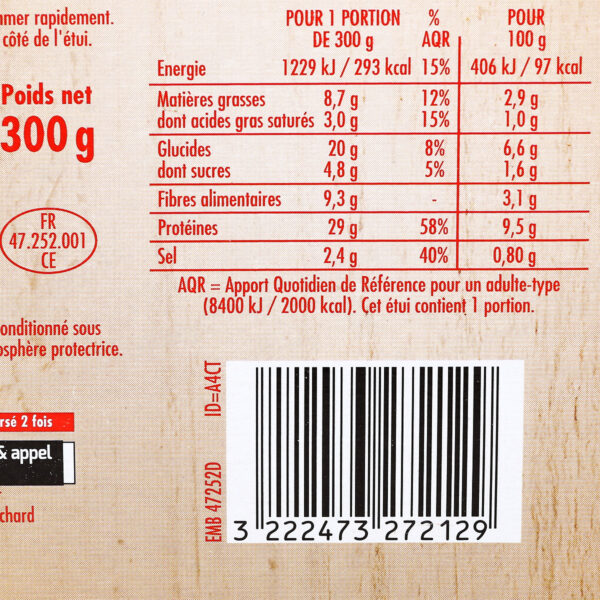 mmer rapidement.
côté de l'étui.
Poids net
300 g
FR
47.252.001
CE
onditionné sous
osphère protectrice.
rsé 2 fois
& appel
chard
POUR 1 PORTION % POUR
DE 300 g AQR 100 g
Energie 1229 kJ / 293 kcal 15% 406 kJ / 97 kcal
Matières grasses 8,7 g 12% 2,9 g
dont acides gras saturés 3,0 g 15% 1,0 g
Glucides 20 g 8% 6,6 g
dont sucres 4,8 g 5% 1,6 g
Fibres alimentaires 9,3 g - 3,1 g
Protéines 29 g 58% 9,5 g
Sel 2,4 g 40% 0,80 g
AQR = Apport Quotidien de Référence pour un adulte-type
(8400 kJ / 2000 kcal). Cet étui contient 1 portion.
EMB 47252D ID=A4CT
3 222473 272129